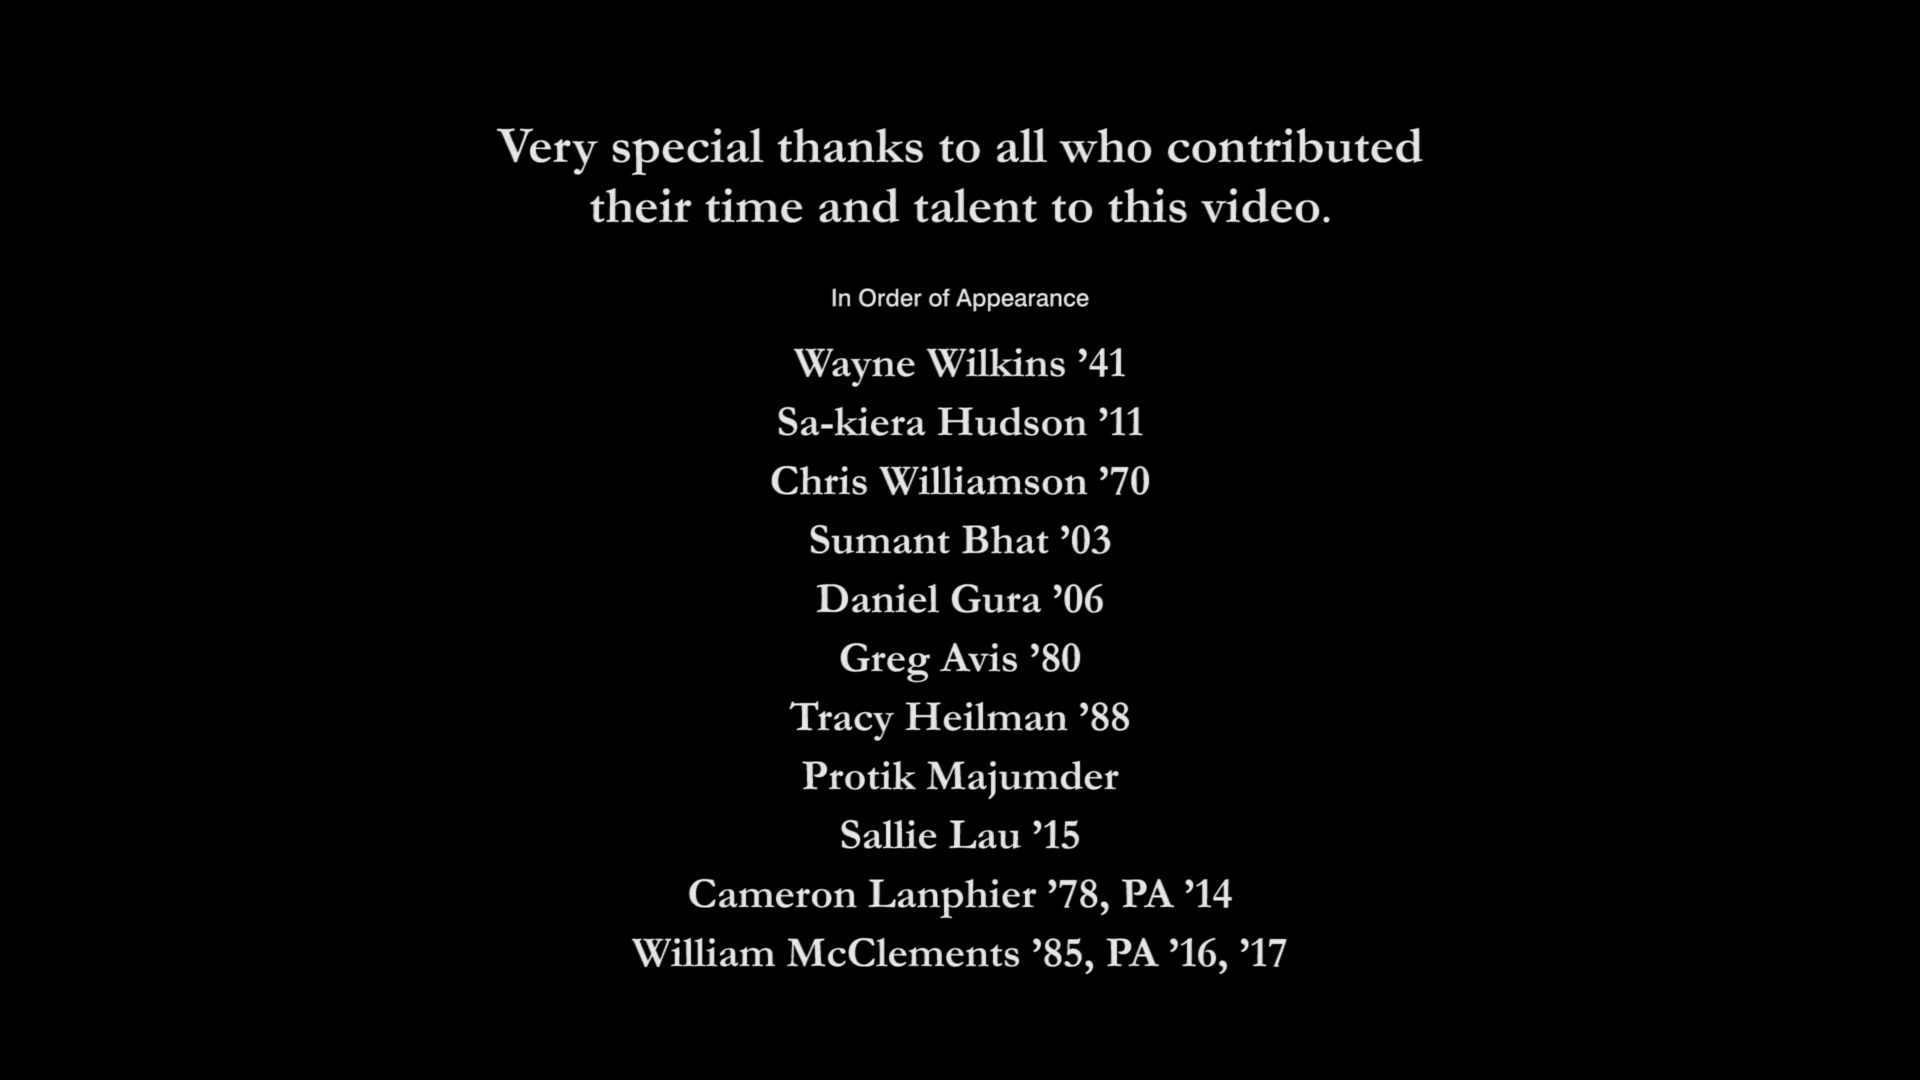 Very special thanks to all who contributed
their time and talent to this video.
In Order of Appearance
Wayne Wilkins ’41
Sa-kiera Hudson ’11
Chris Williamson ’70
Sumant Bhat ’03
Daniel Gura ’06
Greg Avis ’80
Tracy Heilman ’88
Protik Majumder
Sallie Lau ’15
Cameron Lanphier ’78, PA ’14
William McClements ’85, PA ’16, ’17